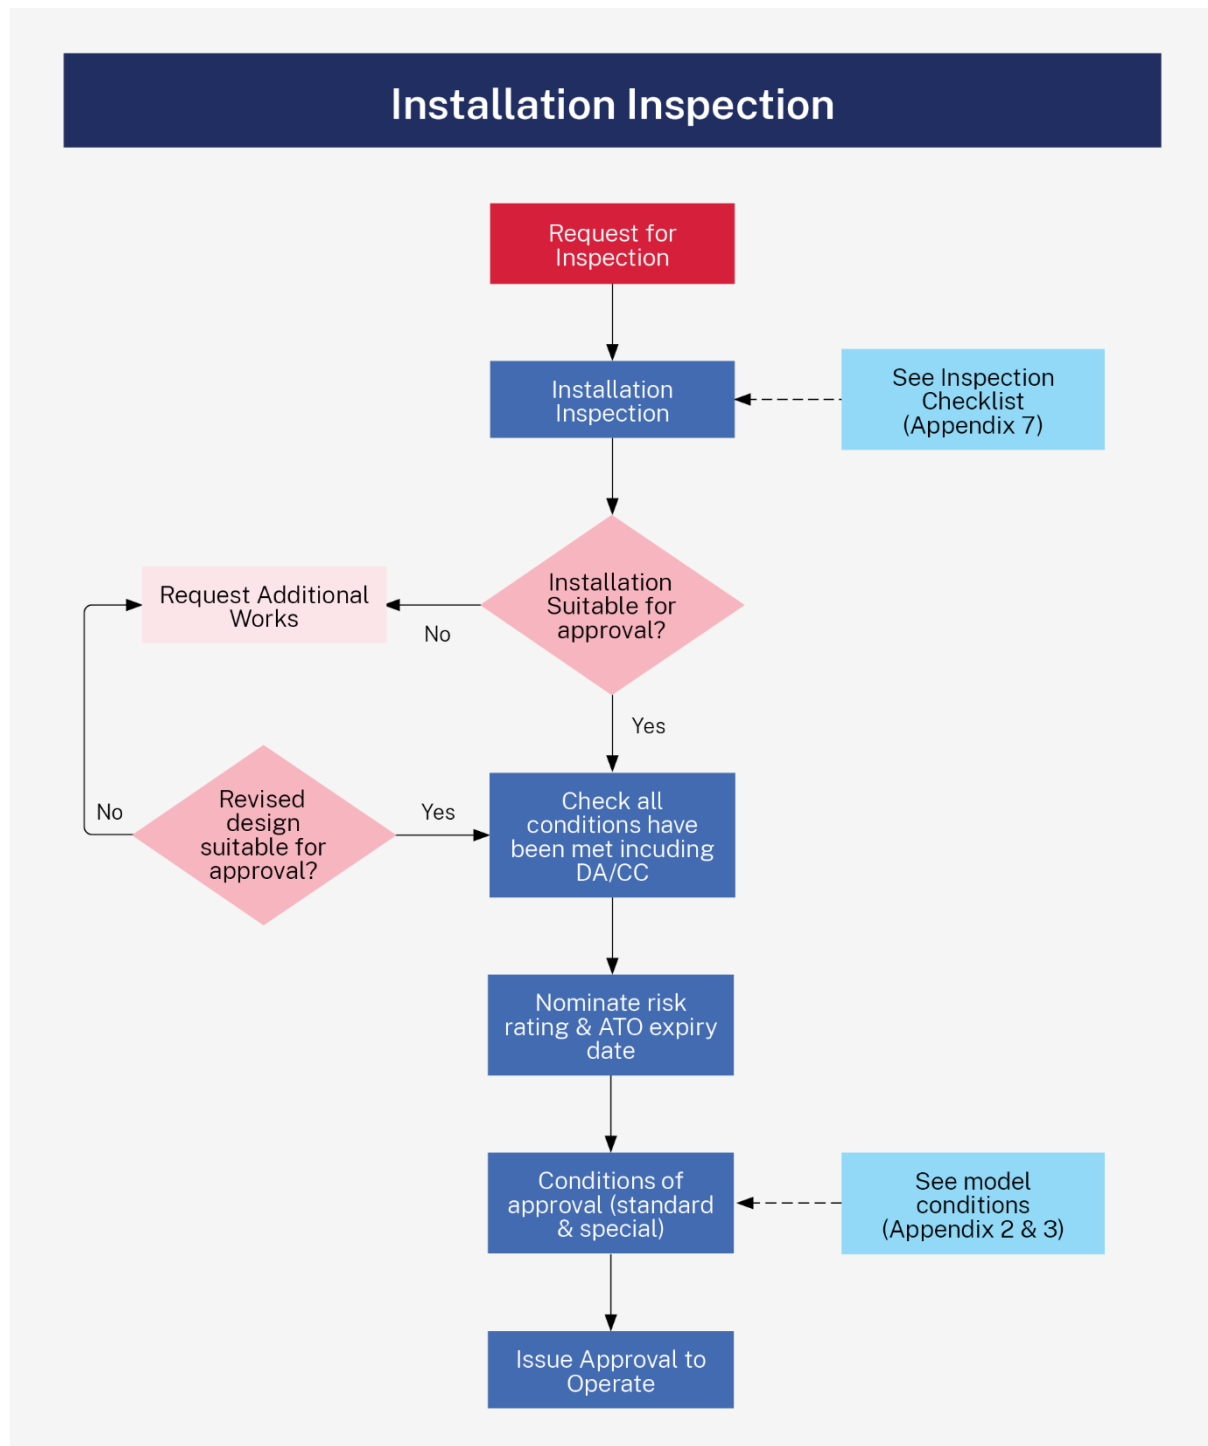 Installation Inspection
Request for
Inspection
Installation
Inspection
See Inspection
Checklist
(Appendix 7)
Installation
Suitable for
approval?
Request Additional
Works
No
Yes
Revised
design
suitable for
approval?
No
Yes
Check all
conditions have
been met incuding
DA/CC
Nominate risk
rating & ATO expiry
date
Conditions of
approval (standard
& special)
See model
conditions
(Appendix 2 & 3)
Issue Approval to
Operate